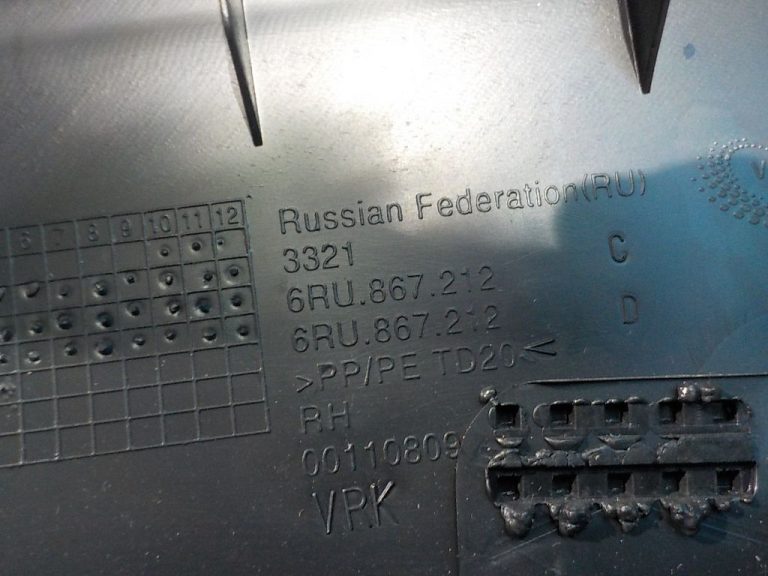 Russian Federation(RU)
3321
6RU.867.212 C
6RU.867.212 D
>PP/PE TD20<
RH
00110809
VRK
6 7 8 9 10 11 12
V